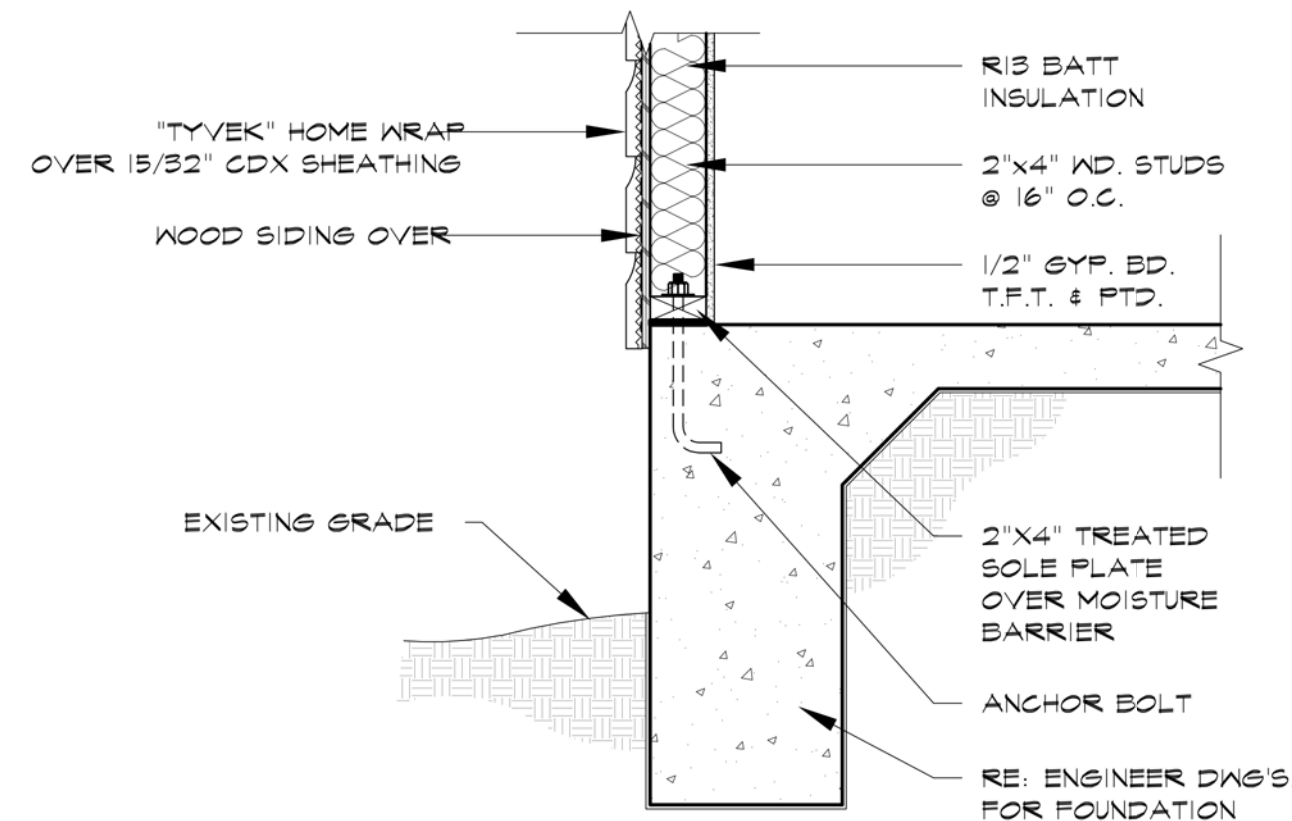 R13 BATT
INSULATION
"TYVEK" HOME WRAP
OVER 15/32" CDX SHEATHING
2"x4" WD. STUDS
@ 16" O.C.
WOOD SIDING OVER
1/2" GYP. BD.
T.F.T. & PTD.
EXISTING GRADE
2"X4" TREATED
SOLE PLATE
OVER MOISTURE
BARRIER
ANCHOR BOLT
RE: ENGINEER DWG'S
FOR FOUNDATION